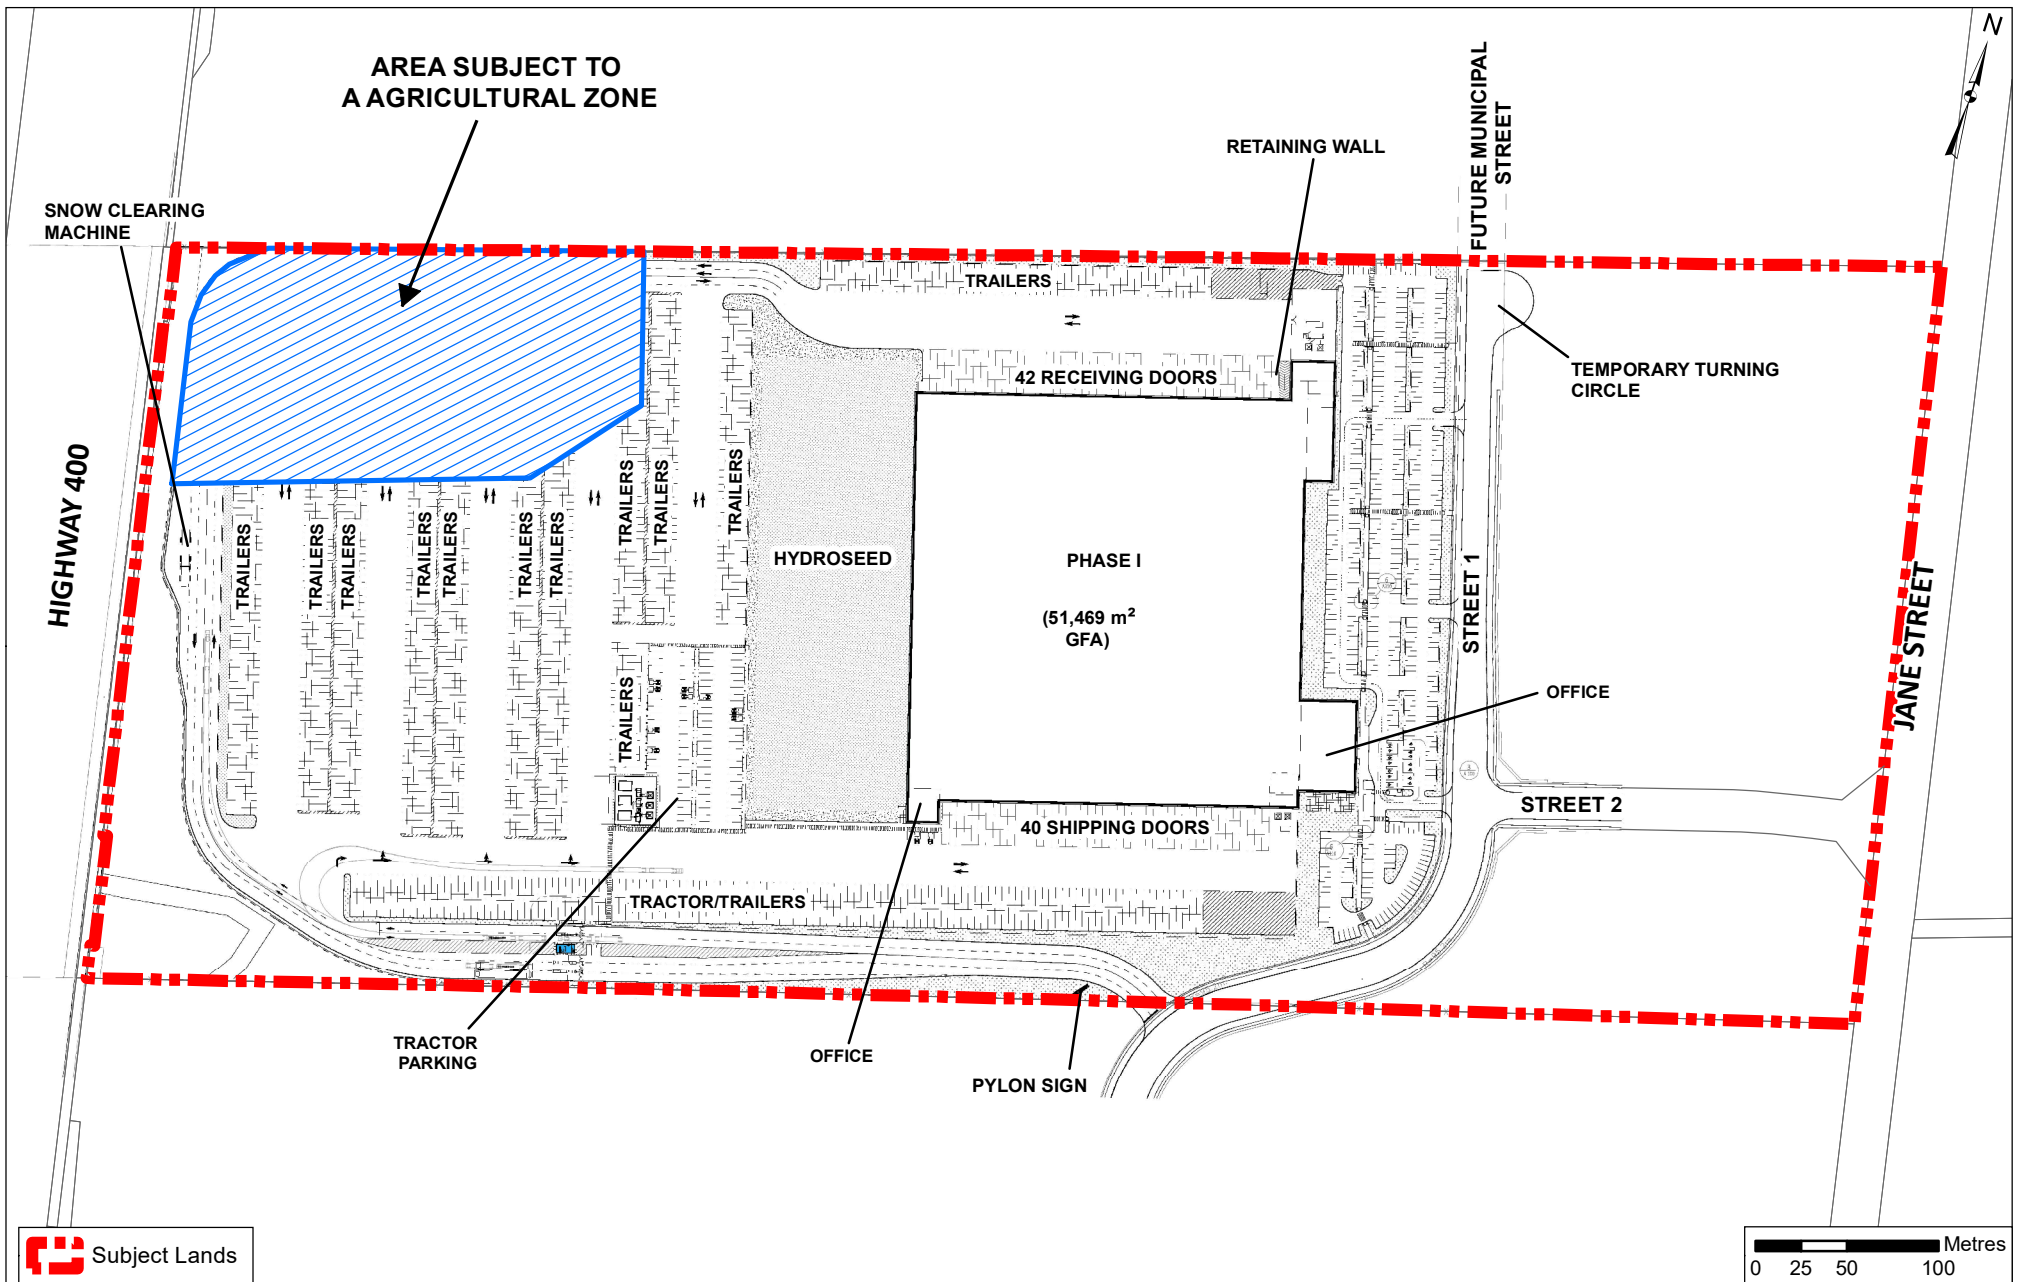 N
AREA SUBJECT TO
A AGRICULTURAL ZONE
FUTURE MUNICIPAL
STREET
RETAINING WALL
SNOW CLEARING
MACHINE
TRAILERS
TEMPORARY TURNING
CIRCLE
42 RECEIVING DOORS
HIGHWAY 400
TRAILERS
TRAILERS
TRAILERS
TRAILERS
TRAILERS
TRAILERS
TRAILERS
TRAILERS
TRAILERS
TRAILERS
HYDROSEED
PHASE I
(51,469 m²
GFA)
STREET 1
JANE STREET
TRAILERS
OFFICE
STREET 2
40 SHIPPING DOORS
TRACTOR/TRAILERS
TRACTOR
PARKING
OFFICE
PYLON SIGN
Subject Lands
Metres
0 25 50 100